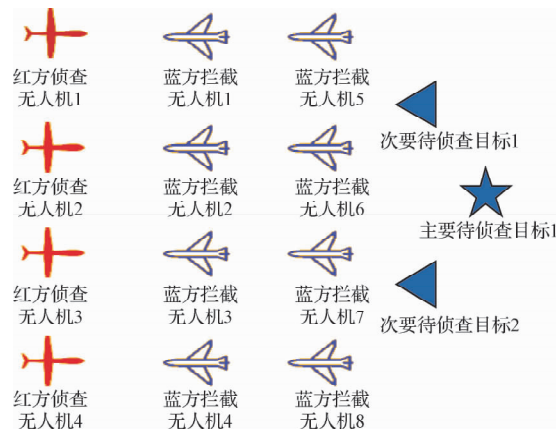 红方侦查
无人机1
蓝方拦截
无人机1
蓝方拦截
无人机5
次要待侦查目标1
红方侦查
无人机2
蓝方拦截
无人机2
蓝方拦截
无人机6
主要待侦查目标1
红方侦查
无人机3
蓝方拦截
无人机3
蓝方拦截
无人机7
次要待侦查目标2
红方侦查
无人机4
蓝方拦截
无人机4
蓝方拦截
无人机8